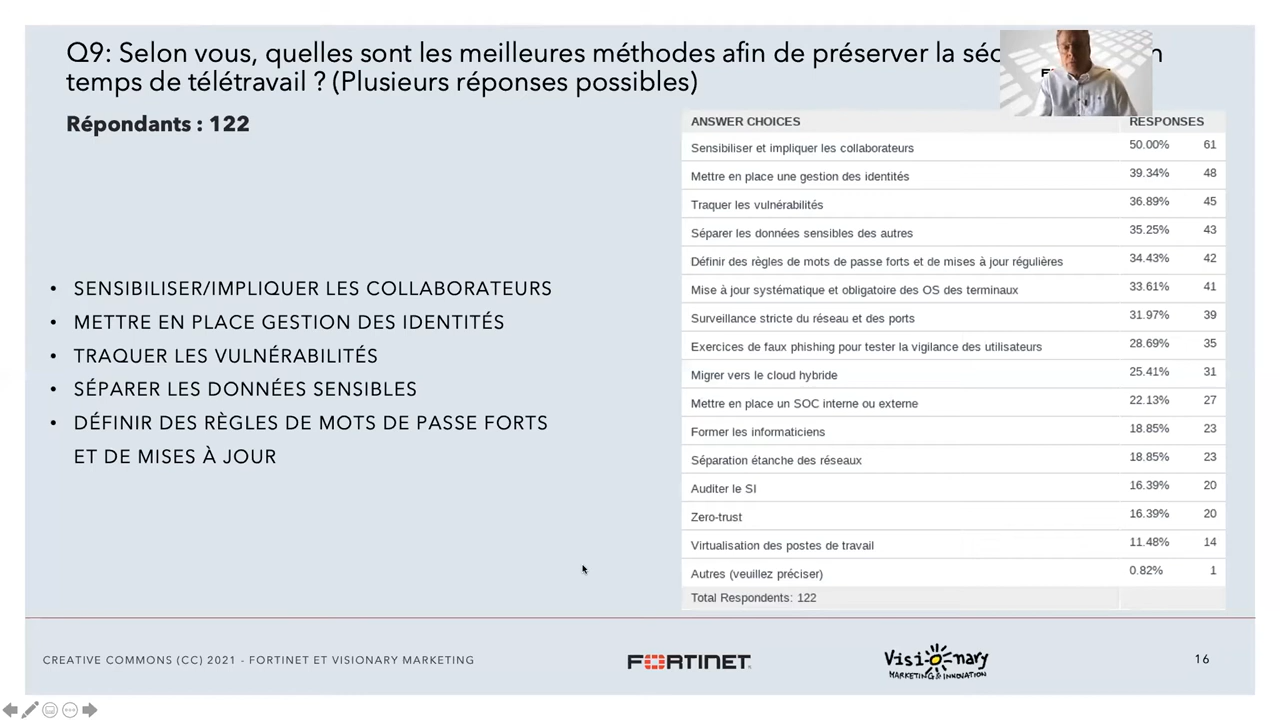 Q9: Selon vous, quelles sont les meilleures méthodes afin de préserver la
temps de télétravail ? (Plusieurs réponses possibles)
Répondants : 122
• SENSIBILISER/IMPLIQUER LES COLLABORATEURS
• METTRE EN PLACE GESTION DES IDENTITÉS
• TRAQUER LES VULNÉRABILITÉS
• SÉPARER LES DONNÉES SENSIBLES
• DÉFINIR DES RÈGLES DE MOTS DE PASSE FORTS
ET DE MISES À JOUR
ANSWER CHOICES RESPONSES
Sensibiliser et impliquer les collaborateurs 50.00% 61
Mettre en place une gestion des identités 39.34% 48
Traquer les vulnérabilités 36.89% 45
Séparer les données sensibles des autres 35.25% 43
Définir des règles de mots de passe forts et de mises à jour régulières 34.43% 42
Mise à jour systématique et obligatoire des OS des terminaux 33.61% 41
Surveillance stricte du réseau et des ports 31.97% 39
Exercices de faux phishing pour tester la vigilance des utilisateurs 28.69% 35
Migrer vers le cloud hybride 25.41% 31
Mettre en place un SOC interne ou externe 22.13% 27
Former les informaticiens 18.85% 23
Séparation étanche des réseaux 18.85% 23
Auditer le SI 16.39% 20
Zero-trust 16.39% 20
Virtualisation des postes de travail 11.48% 14
Autres (veuillez préciser) 0.82% 1
Total Respondents: 122
CREATIVE COMMONS (CC) 2021 - FORTINET ET VISIONARY MARKETING
FORTINET
Visionary
MARKETING & INNOVATION
16